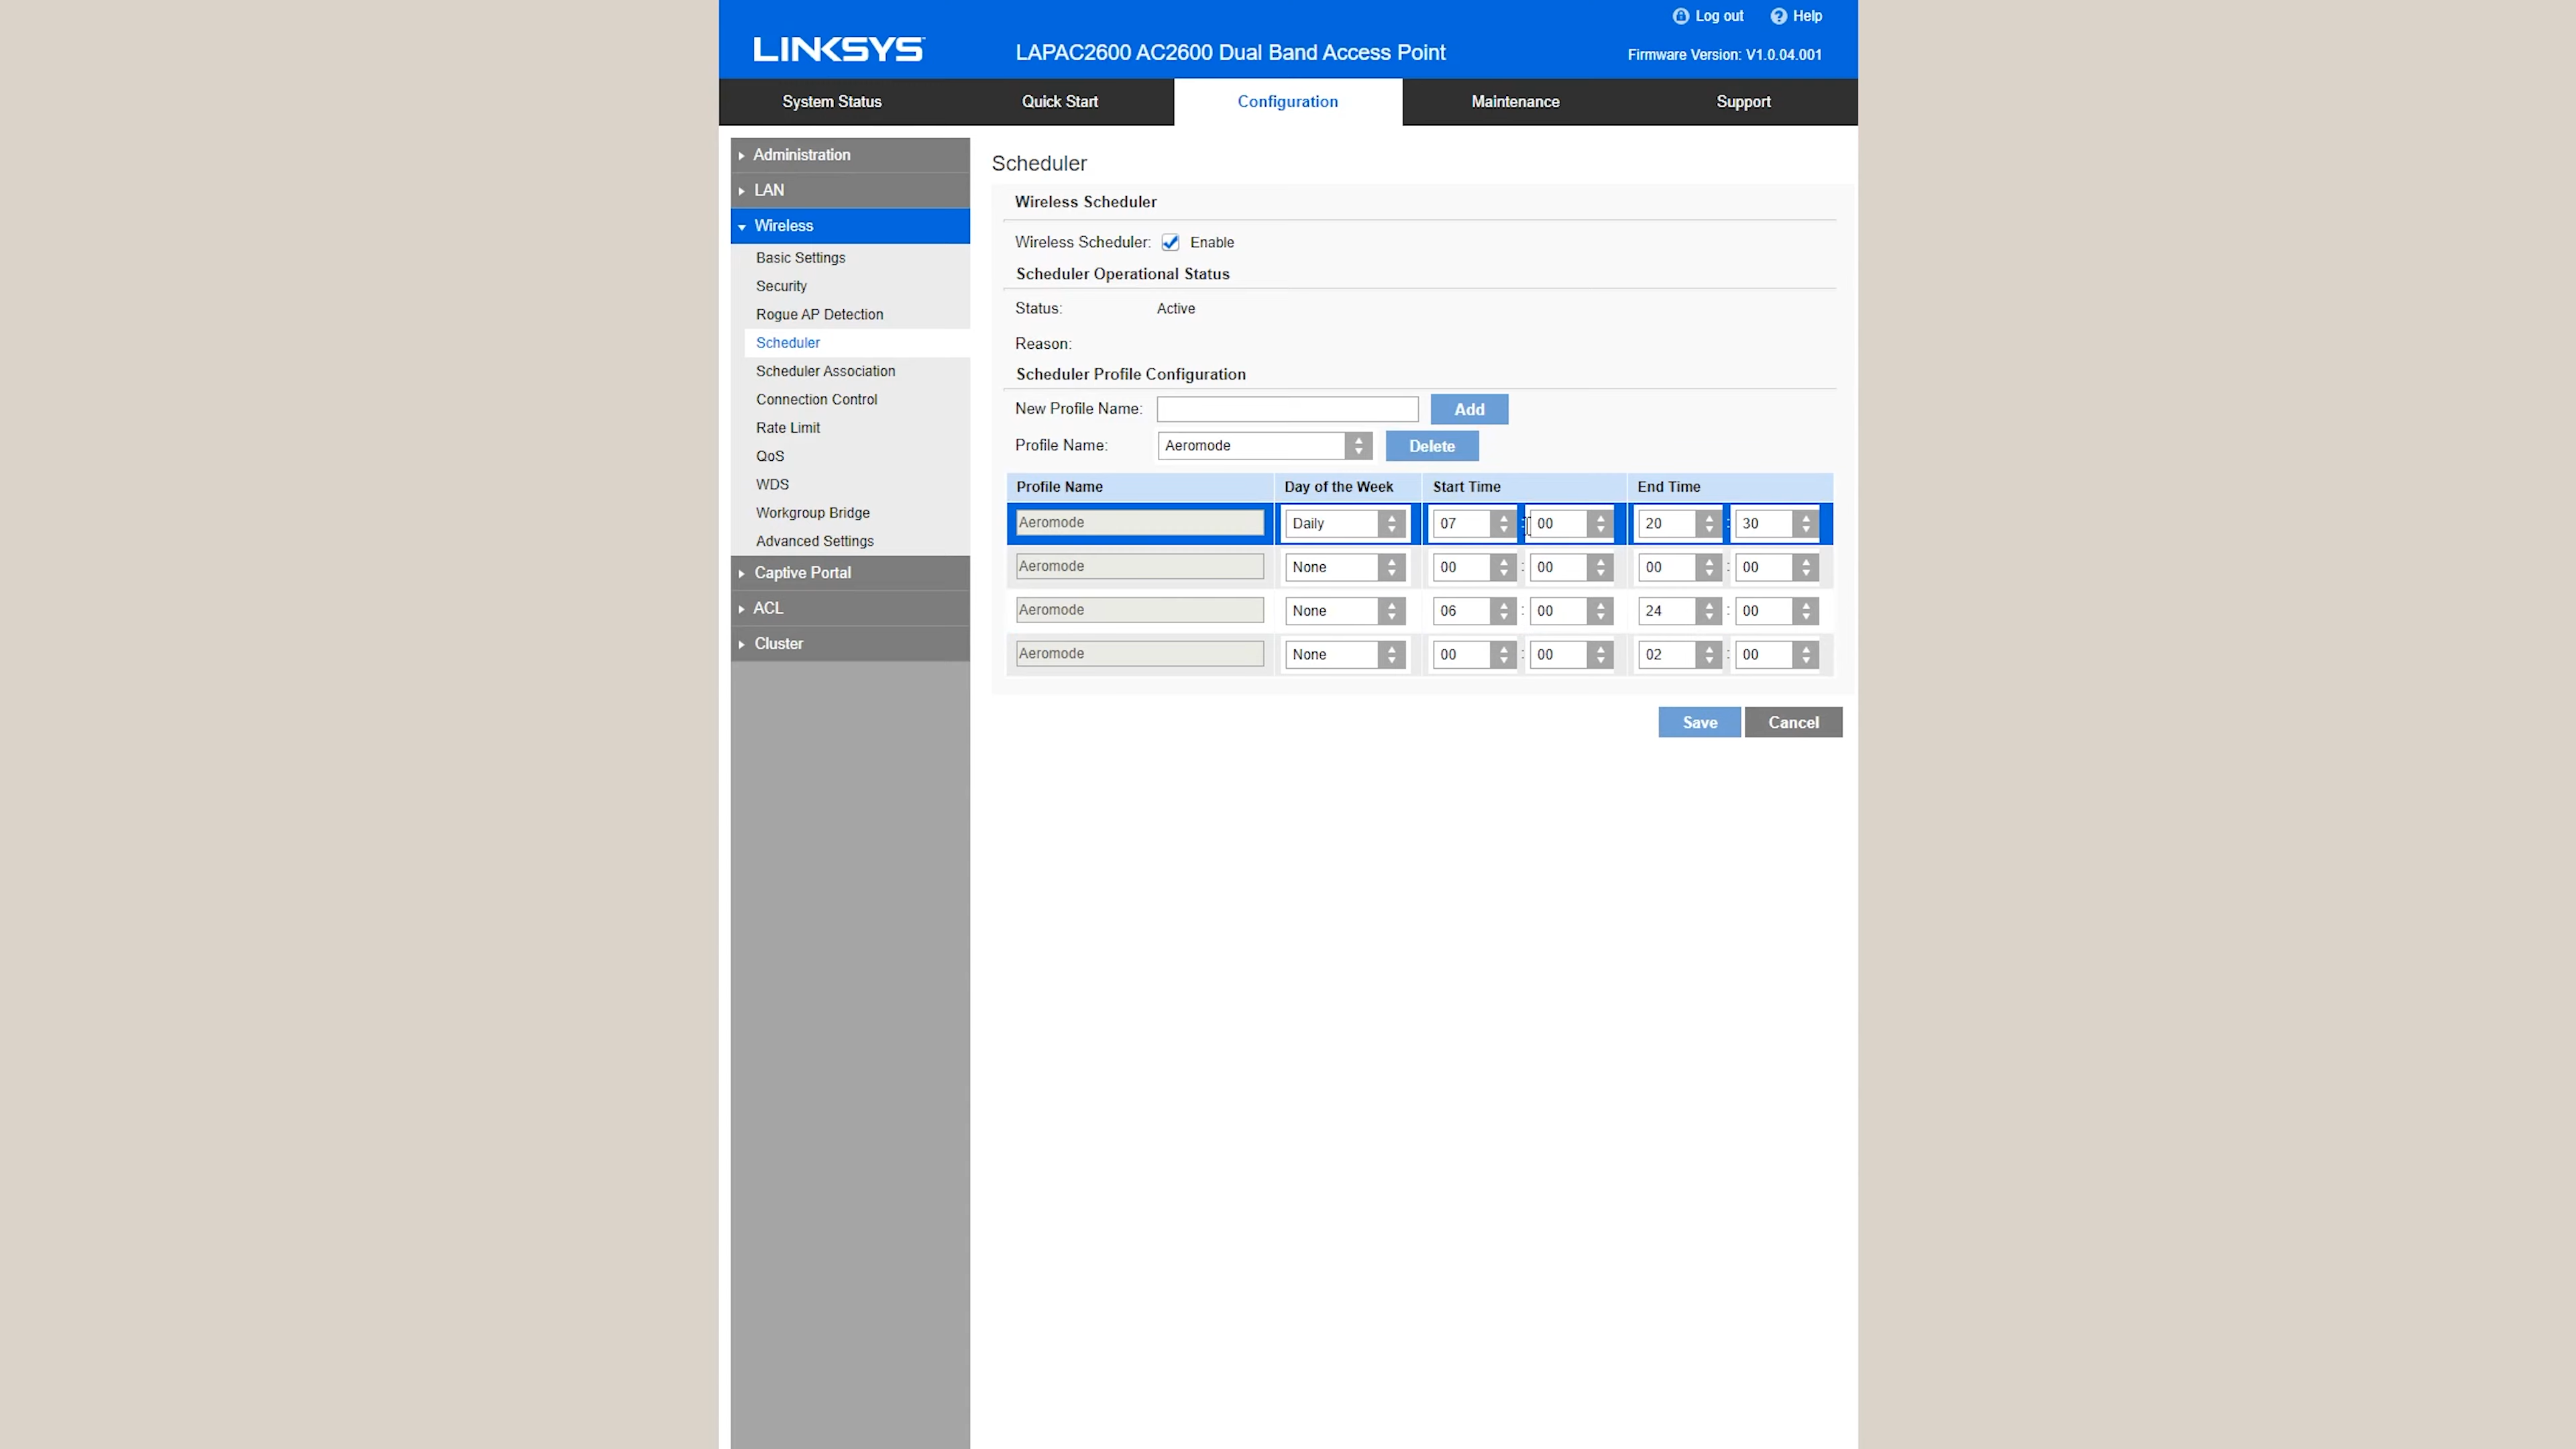 Log out Help
LINKSYS LAPAC2600 AC2600 Dual Band Access Point Firmware Version: V1.0.04.001
System Status Quick Start Configuration Maintenance Support
Administration
LAN
Wireless
Basic Settings
Security
Rogue AP Detection
Scheduler
Scheduler Association
Connection Control
Rate Limit
QoS
WDS
Workgroup Bridge
Advanced Settings
Captive Portal
ACL
Cluster
Scheduler
Wireless Scheduler
Wireless Scheduler: Enable
Scheduler Operational Status
Status: Active
Reason:
Scheduler Profile Configuration
New Profile Name: Add
Profile Name: Aeromode Delete
Profile Name Day of the Week Start Time End Time
Aeromode Daily 07 : 00 20 : 30
Aeromode None 00 : 00 00 : 00
Aeromode None 06 : 00 24 : 00
Aeromode None 00 : 00 02 : 00
Save Cancel